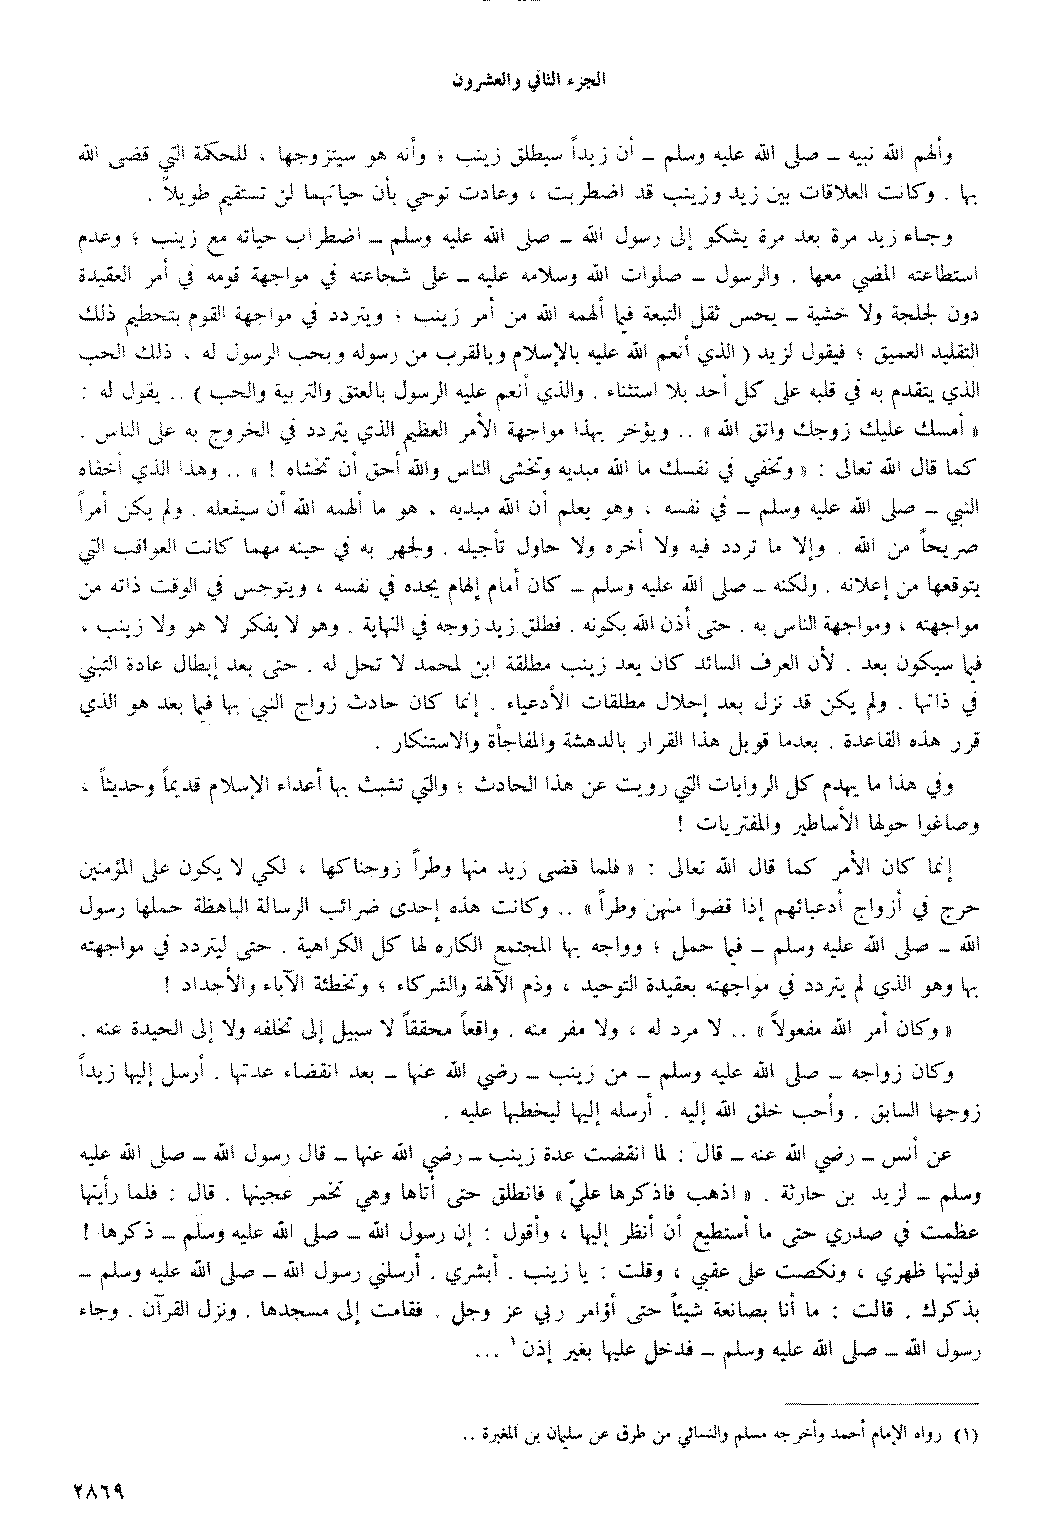 الجزء الثاني والعشرون
وألهم الله نبيه – صلى الله عليه وسلم – أن زيداً سيطلق زينب ؛ وأنه هو سيتزوجها ، للحكمة التي قضى الله
بها . وكانت العلاقات بين زيد وزينب قد اضطربت ، وعادت توحي بأن حياتهما لن تستقيم طويلاً .
وجاء زيد مرة بعد مرة يشكو إلى رسول الله – صلى الله عليه وسلم – اضطراب حياته مع زينب ؛ وعدم
استطاعته المضي معها . والرسول – صلوات الله وسلامه عليه – على شجاعته في مواجهة قومه في أمر العقيدة
دون لجلجة ولا خشية – يحس ثقل التبعة فيما ألهمه الله من أمر زينب ؛ ويتردد في مواجهة القوم بتحطيم ذلك
التقليد العميق ؛ فيقول لزيد ( الذي أنعم الله عليه بالإسلام وبالقرب من رسوله وبحب الرسول له ، ذلك الحب
الذي يتقدم به في قلبه على كل أحد بلا استثناء . والذي أنعم عليه الرسول بالعتق والتربية والحب ) .. يقول له :
« أمسك عليك زوجك واتق الله » .. ويؤخر بهذا مواجهة الأمر العظيم الذي يتردد في الخروج به على الناس .
كما قال الله تعالى : « وتخفي في نفسك ما الله مبديه وتخشى الناس والله أحق أن تخشاه ! » .. وهذا الذي أخفاه
النبي – صلى الله عليه وسلم – في نفسه ، وهو يعلم أن الله مبديه ، هو ما ألهمه الله أن سيفعله . ولم يكن أمراً
صريحاً من الله . وإلا ما تردد فيه ولا أخره ولا حاول تأجيله . ولجهر به في حينه مهما كانت العواقب التي
يتوقعها من إعلانه . ولكنه – صلى الله عليه وسلم – كان أمام إلهام يجده في نفسه ، ويتوجس في الوقت ذاته من
مواجهته ، ومواجهة الناس به . حتى أذن الله بكونه . فطلق زيد زوجه في النهاية . وهو لا يفكر لا هو ولا زينب ،
فيما سيكون بعد . لأن العرف السائد كان يعد زينب مطلقة ابن لمحمد لا تحل له . حتى بعد إبطال عادة التبني
في ذاتها . ولم يكن قد نزل بعد إحلال مطلقات الأدعياء . إنما كان حادث زواج النبي بها فيما بعد هو الذي
قرر هذه القاعدة . بعدما قوبل هذا القرار بالدهشة والمفاجأة والاستنكار .
وفي هذا ما يهدم كل الروايات التي رويت عن هذا الحادث ؛ والتي تشبث بها أعداء الإسلام قديماً وحديثاً ،
وصاغوا حولها الأساطير والمفتريات !
إنما كان الأمر كما قال الله تعالى : « فلما قضى زيد منها وطراً زوجناكها ، لكي لا يكون على المؤمنين
حرج في أزواج أدعيائهم إذا قضوا منهن وطراً » .. وكانت هذه إحدى ضرائب الرسالة الباهظة حملها رسول
الله – صلى الله عليه وسلم – فيما حمل ؛ وواجه بها المجتمع الكاره لها كل الكراهية . حتى ليتردد في مواجهته
بها وهو الذي لم يتردد في مواجهته بعقيدة التوحيد ، وذم الآلهة والشركاء ؛ وتخطئة الآباء والأجداد !
« وكان أمر الله مفعولاً » .. لا مرد له ، ولا مفر منه . واقعاً محققاً لا سبيل إلى تخلفه ولا إلى الحيدة عنه .
وكان زواجه – صلى الله عليه وسلم – من زينب – رضي الله عنها – بعد انقضاء عدتها . أرسل إليها زيداً
زوجها السابق . وأحب خلق الله إليه . أرسله إليها ليخطبها عليه .
عن أنس – رضي الله عنه – قال : لما انقضت عدة زينب – رضي الله عنها – قال رسول الله – صلى الله عليه
وسلم – لزيد بن حارثة . « اذهب فاذكرها عليّ » فانطلق حتى أتاها وهي تخمر عجينها . قال : فلما رأيتها
عظمت في صدري حتى ما أستطيع أن أنظر إليها ، وأقول : إن رسول الله – صلى الله عليه وسلم – ذكرها !
فوليتها ظهري ، ونكصت على عقبي ، وقلت : يا زينب . أبشري . أرسلني رسول الله – صلى الله عليه وسلم –
بذكرك . قالت : ما أنا بصانعة شيئاً حتى أؤامر ربي عز وجل . فقامت إلى مسجدها . ونزل القرآن . وجاء
رسول الله – صلى الله عليه وسلم – فدخل عليها بغير إذن ١ ...
(١) رواه الإمام أحمد وأخرجه مسلم والنسائي من طرق عن سليمان بن المغيرة ..
٢٨٦٩